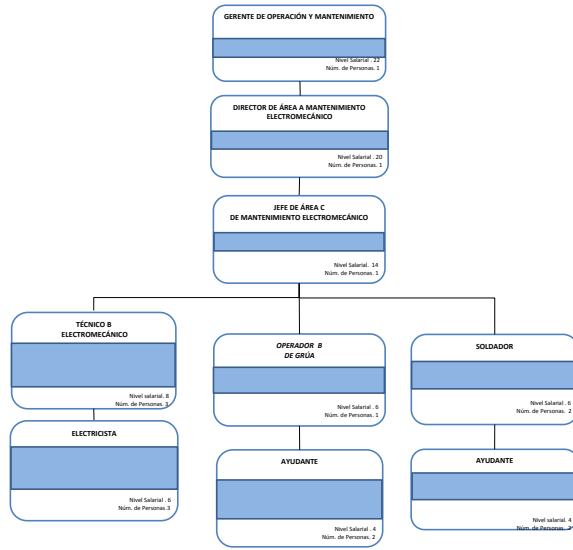 GERENTE DE OPERACIÓN Y MANTENIMIENTO
Nivel Salarial . 22
Núm. de Personas. 1
DIRECTOR DE ÁREA A MANTENIMIENTO
ELECTROMECÁNICO
Nivel Salarial . 20
Núm. de Personas. 1
JEFE DE ÁREA C
DE MANTENIMIENTO ELECTROMECÁNICO
Nivel Salarial. 14
Núm. de Personas. 1
TÉCNICO B
ELECTROMECÁNICO
Nivel salarial. 8
Núm. de Personas. 3
ELECTRICISTA
Nivel Salarial . 6
Núm. de Personas.3
OPERADOR B
DE GRÚA
Nivel Salarial . 6
Núm. de Personas. 1
AYUDANTE
Nivel Salarial . 4
Núm. de Personas. 2
SOLDADOR
Nivel Salarial . 6
Núm. de Personas. 2
AYUDANTE
Nivel salarial. 4
Núm. de Personas.